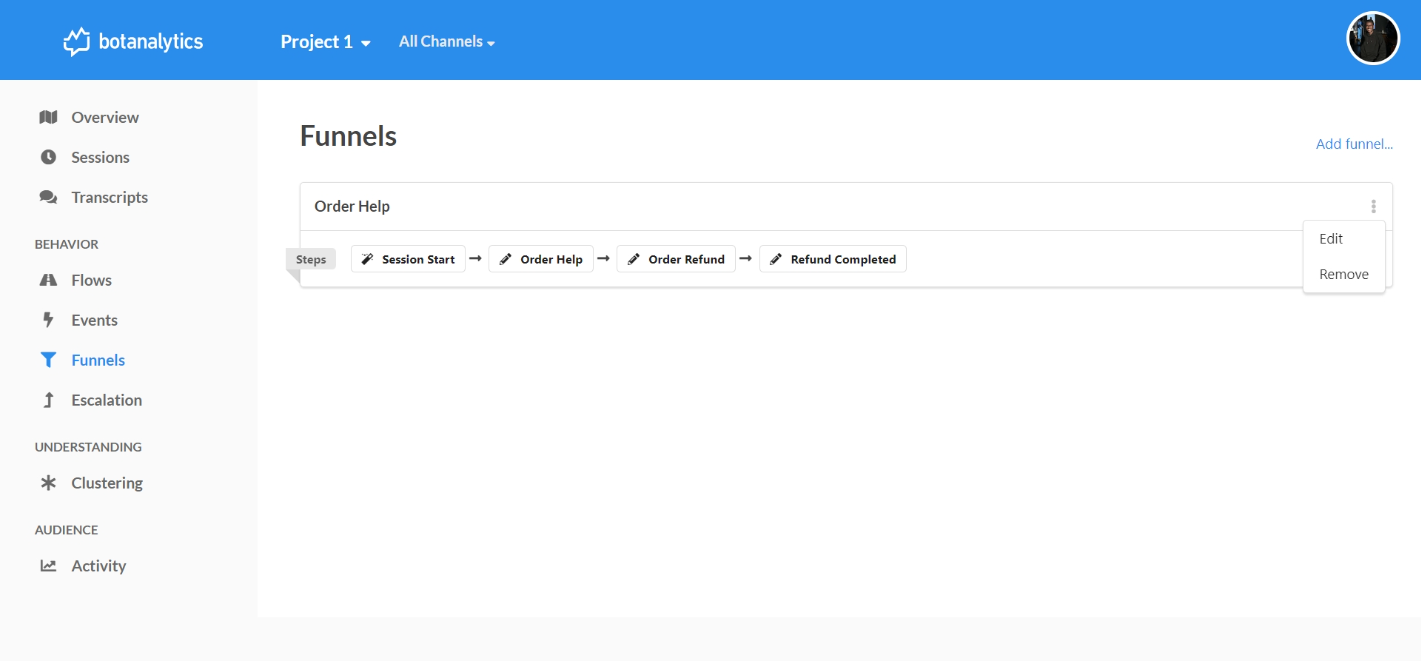 botanalytics
Project 1
All Channels
Overview
Sessions
Transcripts
BEHAVIOR
Flows
Events
Funnels
Escalation
UNDERSTANDING
Clustering
AUDIENCE
Activity
Funnels
Add funnel...
Order Help
Edit
Remove
Steps
Session Start
Order Help
Order Refund
Refund Completed